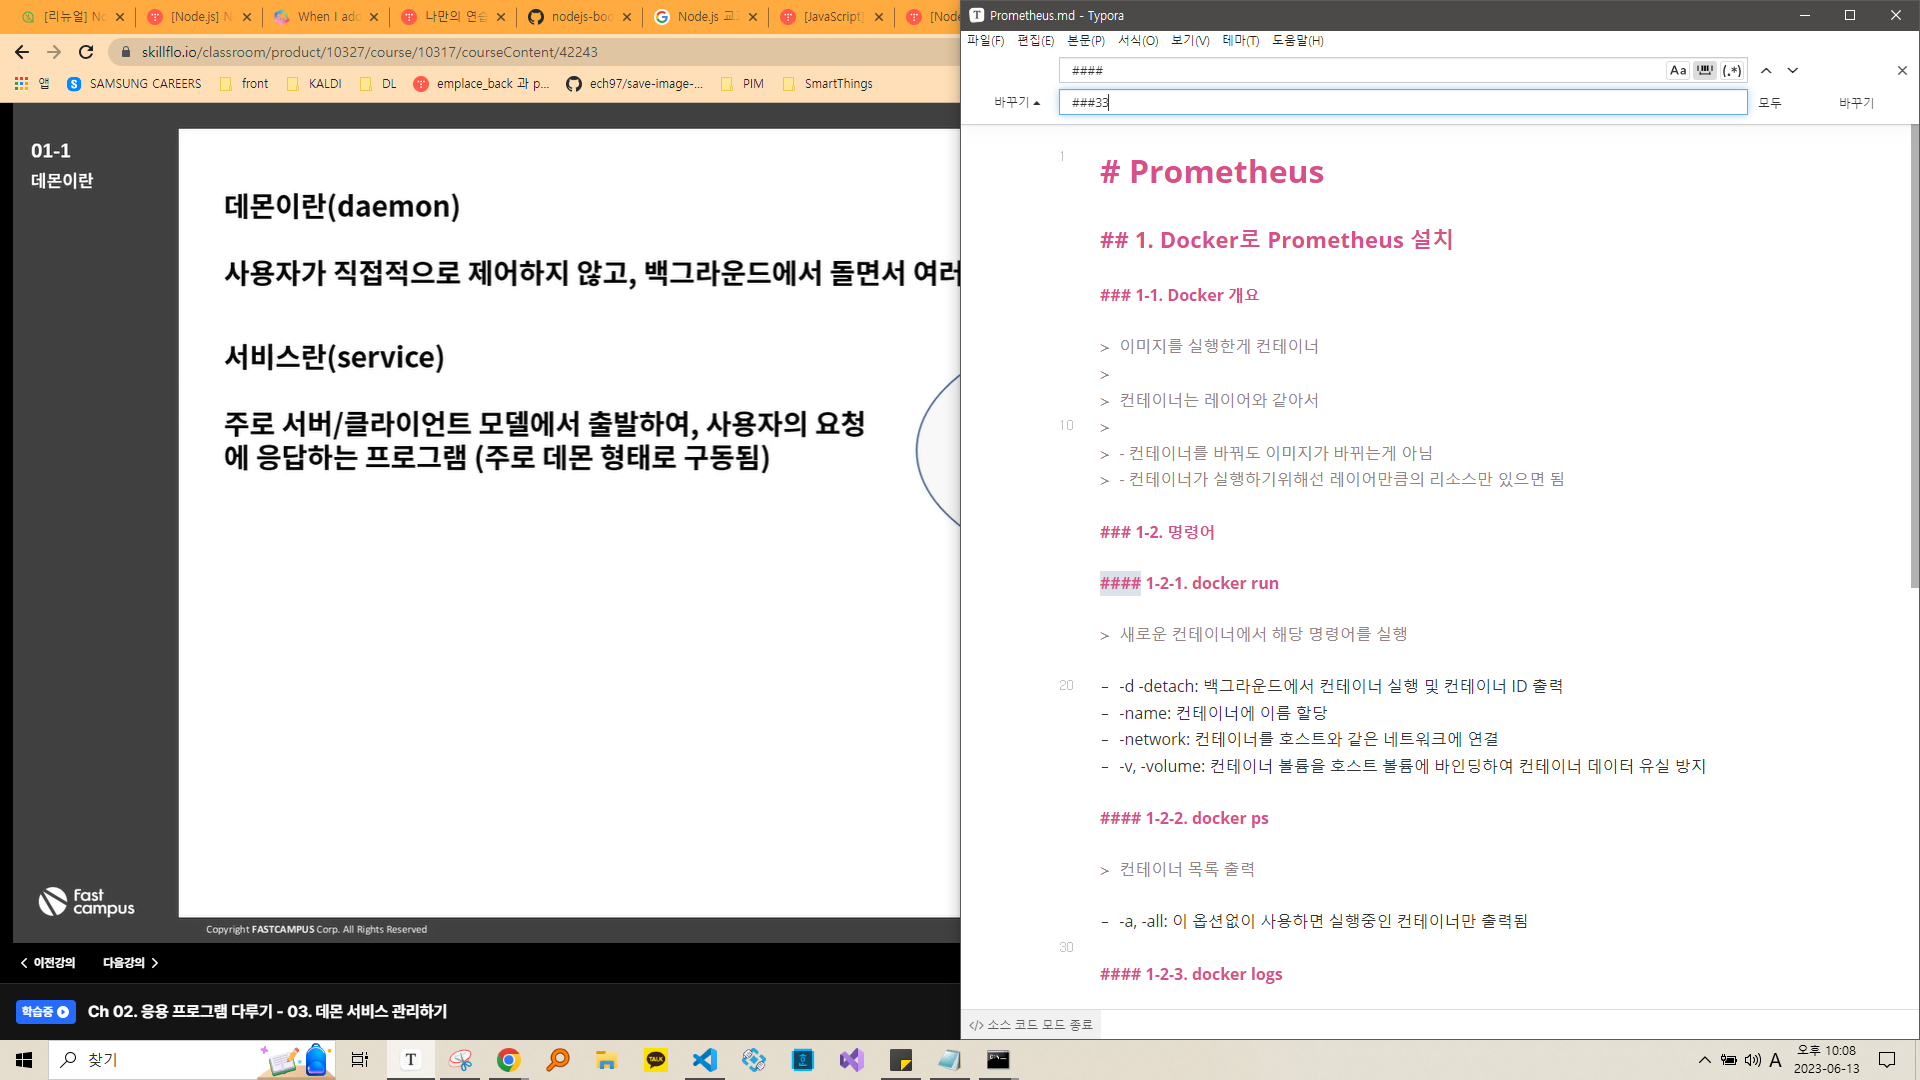 [리뉴얼] No
[Node.js] N
When I add
나만의 연습
nodejs-boo
Node.js 교
[JavaScript]
[Nod
skillflo.io/classroom/product/10327/course/10317/courseContent/42243
앱
SAMSUNG CAREERS
front
KALDI
DL
emplace_back 과 p...
ech97/save-image-...
PIM
SmartThings
01-1
데몬이란
데몬이란(daemon)
사용자가 직접적으로 제어하지 않고, 백그라운드에서 돌면서 여러
서비스란(service)
주로 서버/클라이언트 모델에서 출발하여, 사용자의 요청
에 응답하는 프로그램 (주로 데몬 형태로 구동됨)
Fast
campus
Copyright FASTCAMPUS Corp. All Rights Reserved
이전강의
다음강의
학습중
Ch 02. 응용 프로그램 다루기 - 03. 데몬 서비스 관리하기
T Prometheus.md - Typora
파일(F) 편집(E) 본문(P) 서식(O) 보기(V) 테마(T) 도움말(H)
####
Aa
(.*)
바꾸기
###33
모두
바꾸기
1
# Prometheus
## 1. Docker로 Prometheus 설치
### 1-1. Docker 개요
> 이미지를 실행한게 컨테이너
>
> 컨테이너는 레이어와 같아서
10
>
> - 컨테이너를 바꿔도 이미지가 바뀌는게 아님
> - 컨테이너가 실행하기위해선 레이어만큼의 리소스만 있으면 됨
### 1-2. 명령어
#### 1-2-1. docker run
> 새로운 컨테이너에서 해당 명령어를 실행
20
- -d -detach: 백그라운드에서 컨테이너 실행 및 컨테이너 ID 출력
- -name: 컨테이너에 이름 할당
- -network: 컨테이너를 호스트와 같은 네트워크에 연결
- -v, -volume: 컨테이너 볼륨을 호스트 볼륨에 바인딩하여 컨테이너 데이터 유실 방지
#### 1-2-2. docker ps
> 컨테이너 목록 출력
- -a, -all: 이 옵션없이 사용하면 실행중인 컨테이너만 출력됨
30
#### 1-2-3. docker logs
</> 소스 코드 모드 종료
찾기
T
TALK
A
오후 10:08
2023-06-13